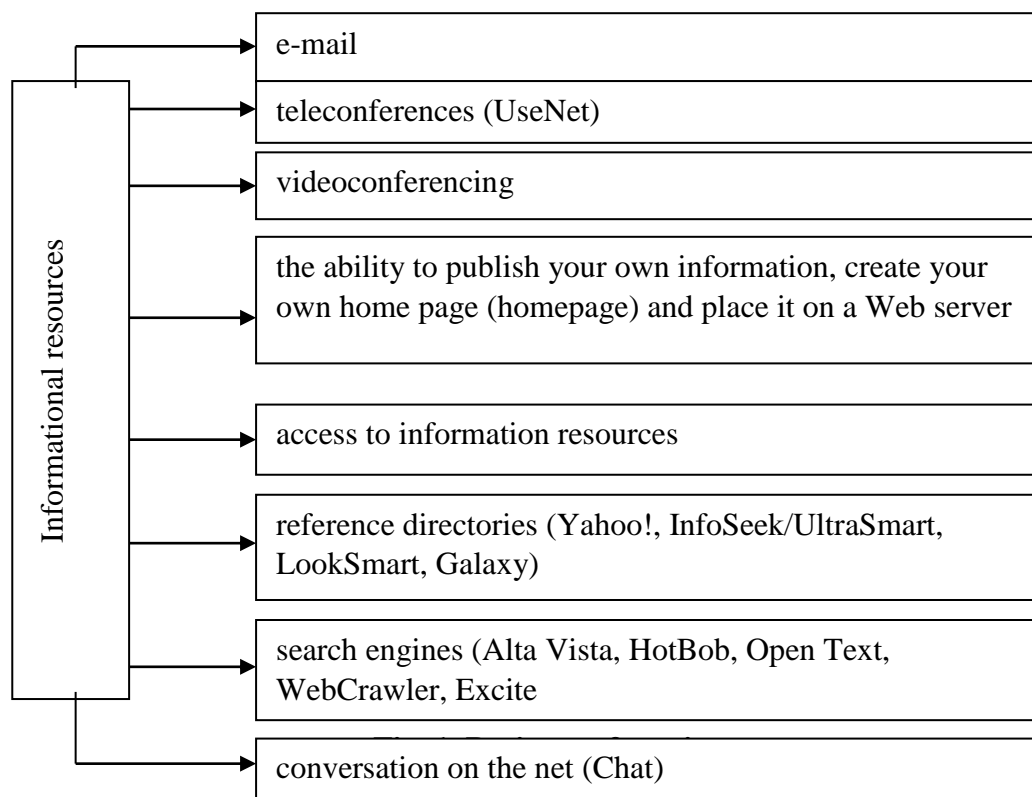 e-mail
teleconferences (UseNet)
videoconferencing
the ability to publish your own information, create your
own home page (homepage) and place it on a Web server
Informational resources
access to information resources
reference directories (Yahoo!, InfoSeek/UltraSmart,
LookSmart, Galaxy)
search engines (Alta Vista, HotBob, Open Text,
WebCrawler, Excite
conversation on the net (Chat)